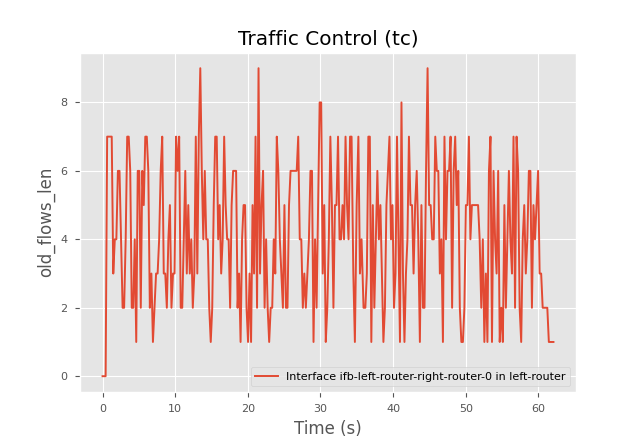 Traffic Control (tc)
old_flows_len
8
6
4
2
0
Interface ifb-left-router-right-router-0 in left-router
0 10 20 30 40 50 60
Time (s)